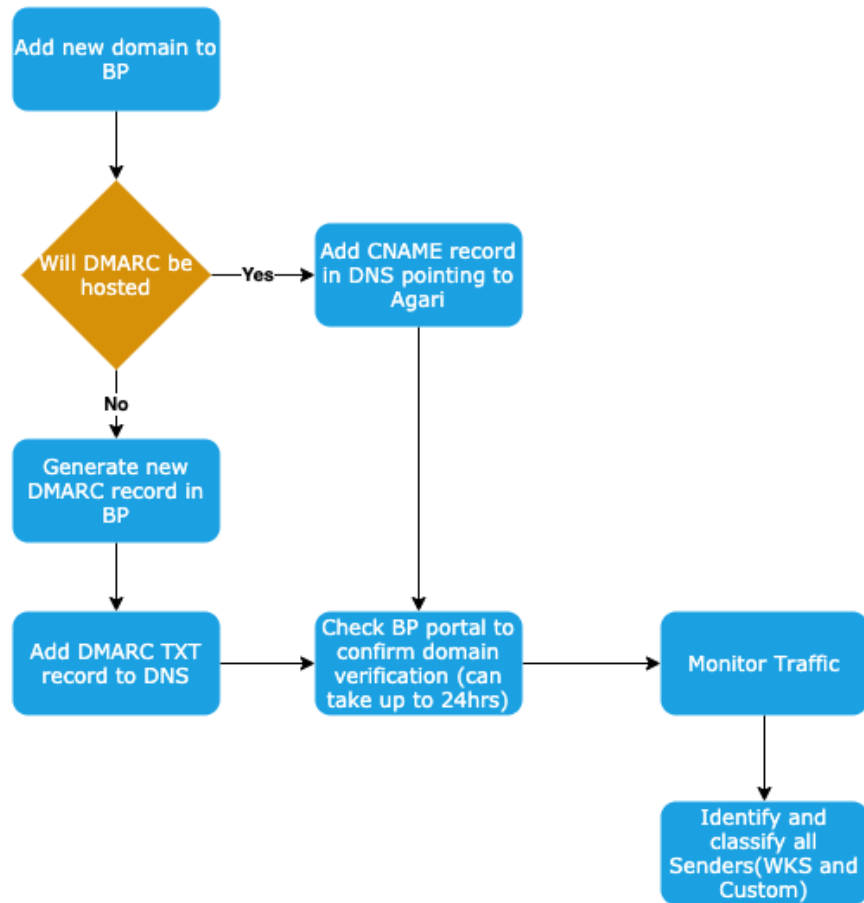 Add new domain to
BP
Will DMARC be
hosted
Yes
Add CNAME record
in DNS pointing to
Agari
No
Generate new
DMARC record in
BP
Add DMARC TXT
record to DNS
Check BP portal to
confirm domain
verification (can
take up to 24hrs)
Monitor Traffic
Identify and
classify all
Senders(WKS and
Custom)